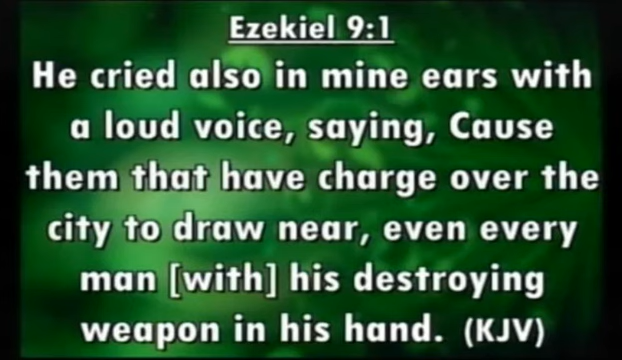 Ezekiel 9:1
He cried also in mine ears with
a loud voice, saying, Cause
them that have charge over the
city to draw near, even every
man [with] his destroying
weapon in his hand. (KJV)